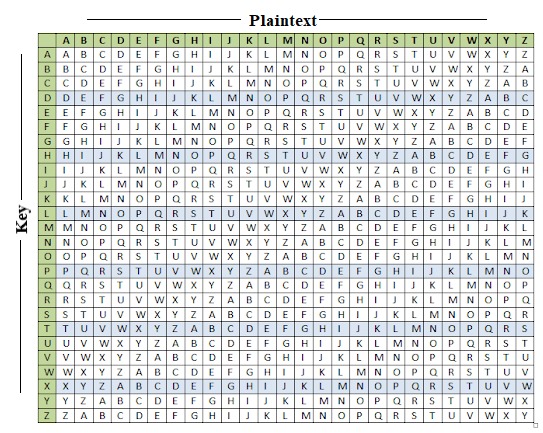 Plaintext
A B C D E F G H I J K L M N O P Q R S T U V W X Y Z
A A B C D E F G H I J K L M N O P Q R S T U V W X Y Z
B B C D E F G H I J K L M N O P Q R S T U V W X Y Z A
C C D E F G H I J K L M N O P Q R S T U V W X Y Z A B
D D E F G H I J K L M N O P Q R S T U V W X Y Z A B C
E E F G H I J K L M N O P Q R S T U V W X Y Z A B C D
F F G H I J K L M N O P Q R S T U V W X Y Z A B C D E
G G H I J K L M N O P Q R S T U V W X Y Z A B C D E F
H H I J K L M N O P Q R S T U V W X Y Z A B C D E F G
I I J K L M N O P Q R S T U V W X Y Z A B C D E F G H
J J K L M N O P Q R S T U V W X Y Z A B C D E F G H I
K K L M N O P Q R S T U V W X Y Z A B C D E F G H I J
L L M N O P Q R S T U V W X Y Z A B C D E F G H I J K
M M N O P Q R S T U V W X Y Z A B C D E F G H I J K L
N N O P Q R S T U V W X Y Z A B C D E F G H I J K L M
O O P Q R S T U V W X Y Z A B C D E F G H I J K L M N
P P Q R S T U V W X Y Z A B C D E F G H I J K L M N O
Q Q R S T U V W X Y Z A B C D E F G H I J K L M N O P
R R S T U V W X Y Z A B C D E F G H I J K L M N O P Q
S S T U V W X Y Z A B C D E F G H I J K L M N O P Q R
T T U V W X Y Z A B C D E F G H I J K L M N O P Q R S
U U V W X Y Z A B C D E F G H I J K L M N O P Q R S T
V V W X Y Z A B C D E F G H I J K L M N O P Q R S T U
W W X Y Z A B C D E F G H I J K L M N O P Q R S T U V
X X Y Z A B C D E F G H I J K L M N O P Q R S T U V W
Y Y Z A B C D E F G H I J K L M N O P Q R S T U V W X
Z Z A B C D E F G H I J K L M N O P Q R S T U V W X Y
Key